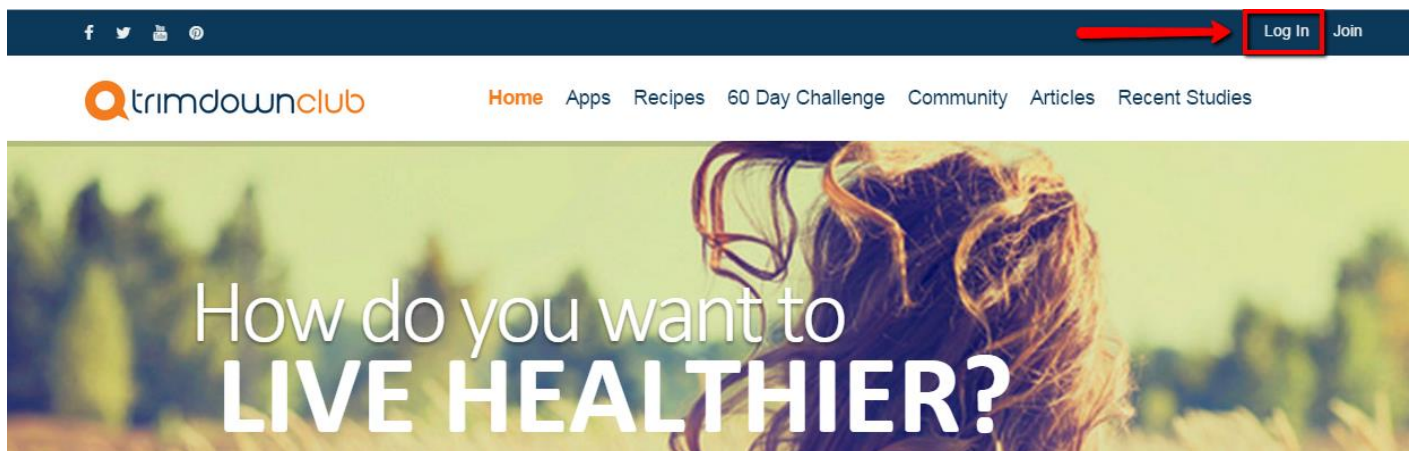 Log In Join
trimdownclub Home Apps Recipes 60 Day Challenge Community Articles Recent Studies
How do you want to
LIVE HEALTHIER?